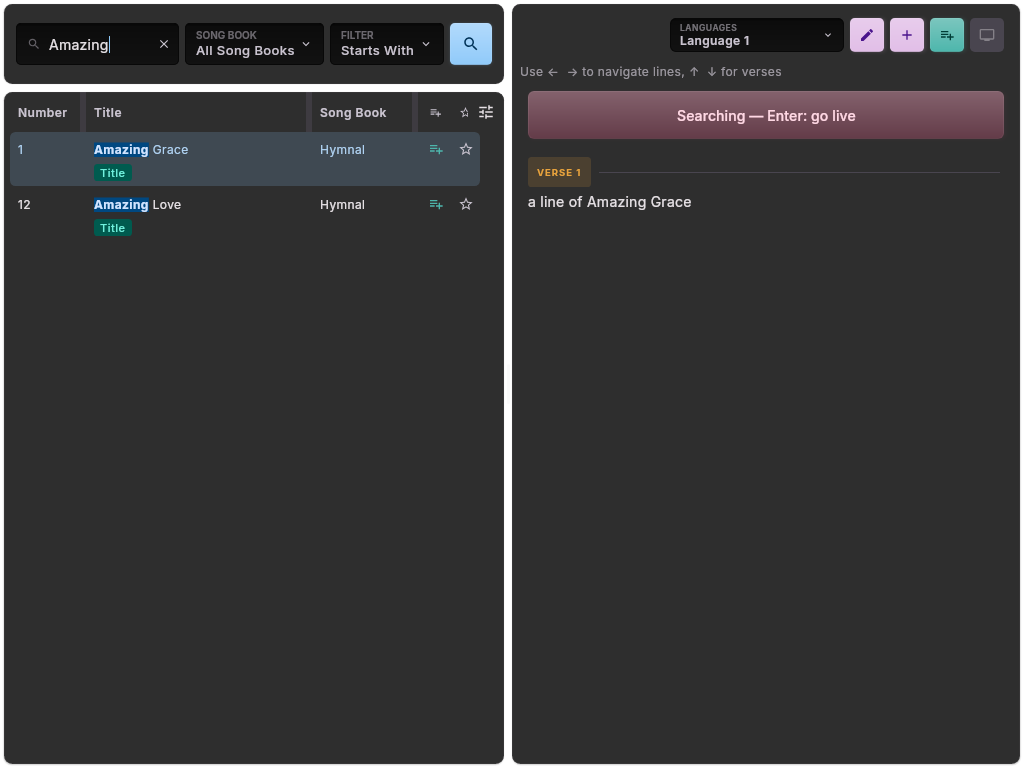 Amazing
SONG BOOK
All Song Books
FILTER
Starts With
Number Title Song Book
1 Amazing Grace Hymnal
Title
12 Amazing Love Hymnal
Title
LANGUAGES
Language 1
Use ← → to navigate lines, ↑ ↓ for verses
Searching — Enter: go live
VERSE 1
a line of Amazing Grace